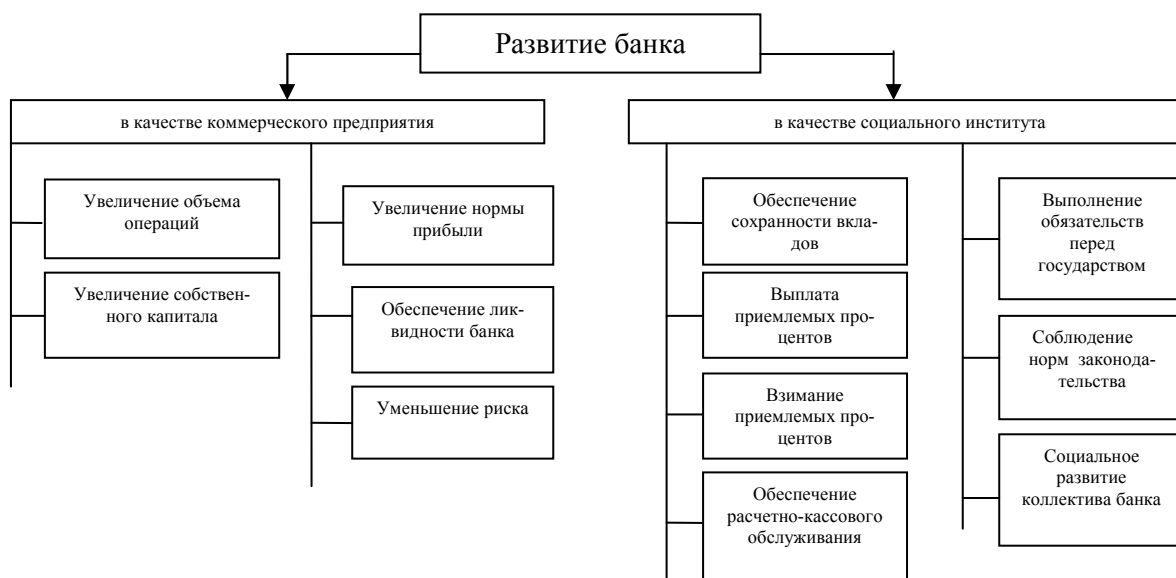 Развитие банка
в качестве коммерческого предприятия
Увеличение объема
операций
Увеличение собствен-
ного капитала
Увеличение нормы
прибыли
Обеспечение лик-
видности банка
Уменьшение риска
в качестве социального института
Обеспечение
сохранности вкла-
дов
Выплата
приемлемых про-
центов
Взимание
приемлемых про-
центов
Обеспечение
расчетно-кассового
обслуживания
Выполнение
обязательств
перед
государством
Соблюдение
норм законода-
тельства
Социальное
развитие
коллектива банка